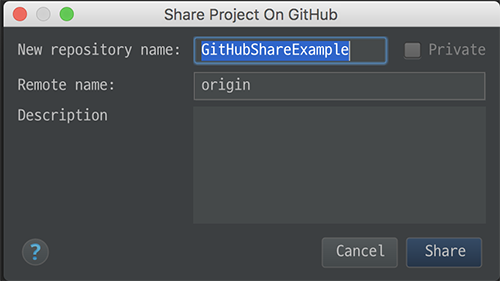 Share Project On GitHub
New repository name: GitHubShareExample Private
Remote name: origin
Description
? Cancel Share